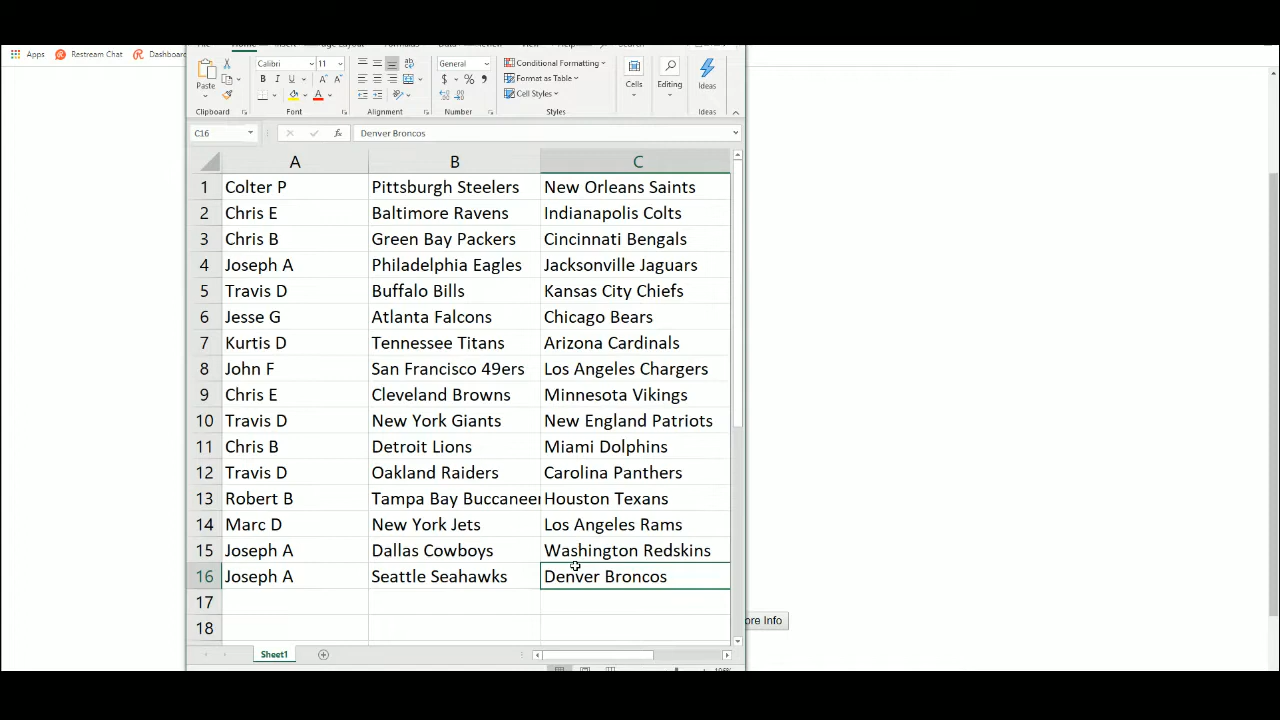 Apps Restream Chat Dashboard
Home
Calibri 11 General Conditional Formatting
Format as Table
Paste Cells Editing Ideas
B I U $ % Cell Styles
Clipboard Font Alignment Number Styles Ideas
C16 fx Denver Broncos
A B C
1 Colter P Pittsburgh Steelers New Orleans Saints
2 Chris E Baltimore Ravens Indianapolis Colts
3 Chris B Green Bay Packers Cincinnati Bengals
4 Joseph A Philadelphia Eagles Jacksonville Jaguars
5 Travis D Buffalo Bills Kansas City Chiefs
6 Jesse G Atlanta Falcons Chicago Bears
7 Kurtis D Tennessee Titans Arizona Cardinals
8 John F San Francisco 49ers Los Angeles Chargers
9 Chris E Cleveland Browns Minnesota Vikings
10 Travis D New York Giants New England Patriots
11 Chris B Detroit Lions Miami Dolphins
12 Travis D Oakland Raiders Carolina Panthers
13 Robert B Tampa Bay Buccaneer Houston Texans
14 Marc D New York Jets Los Angeles Rams
15 Joseph A Dallas Cowboys Washington Redskins
16 Joseph A Seattle Seahawks Denver Broncos
17
ore Info
18
Sheet1